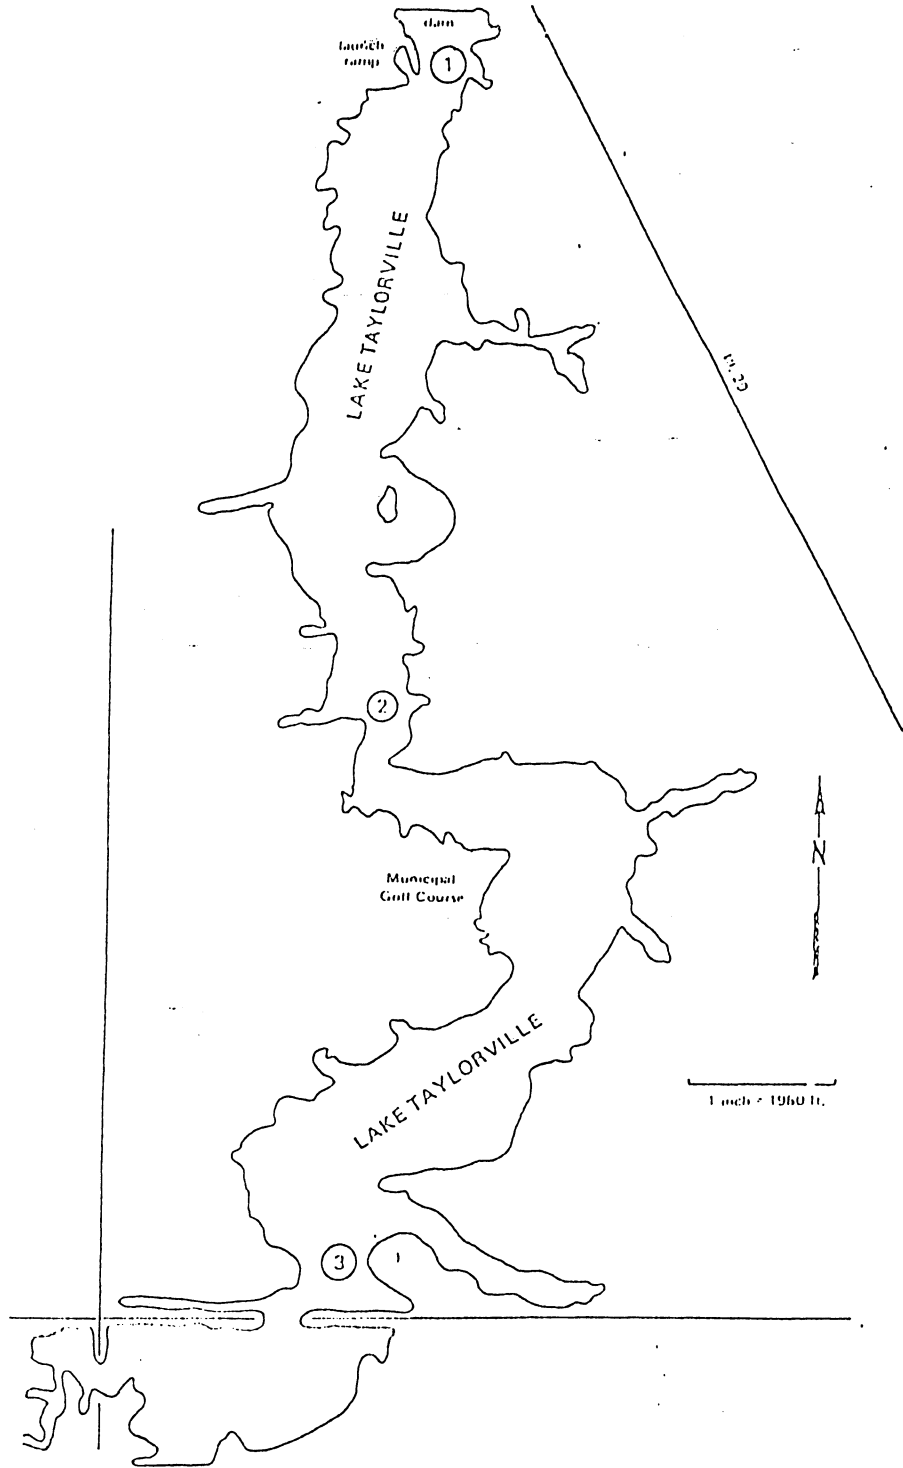 dam
launch
ramp
1
LAKE TAYLORVILLE
2
Municipal
Golf Course
N
LAKE TAYLORVILLE
1 inch = 1960 ft.
3